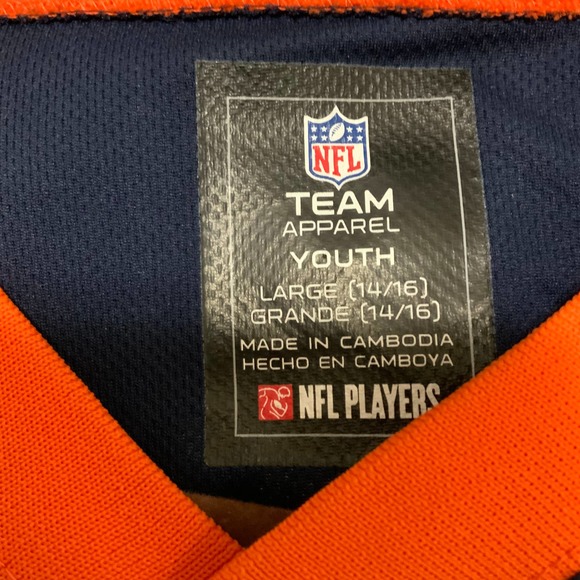 NFL
TEAM
APPAREL
YOUTH
LARGE (14/16)
GRANDE (14/16)
MADE IN CAMBODIA
HECHO EN CAMBOYA
NFL PLAYERS